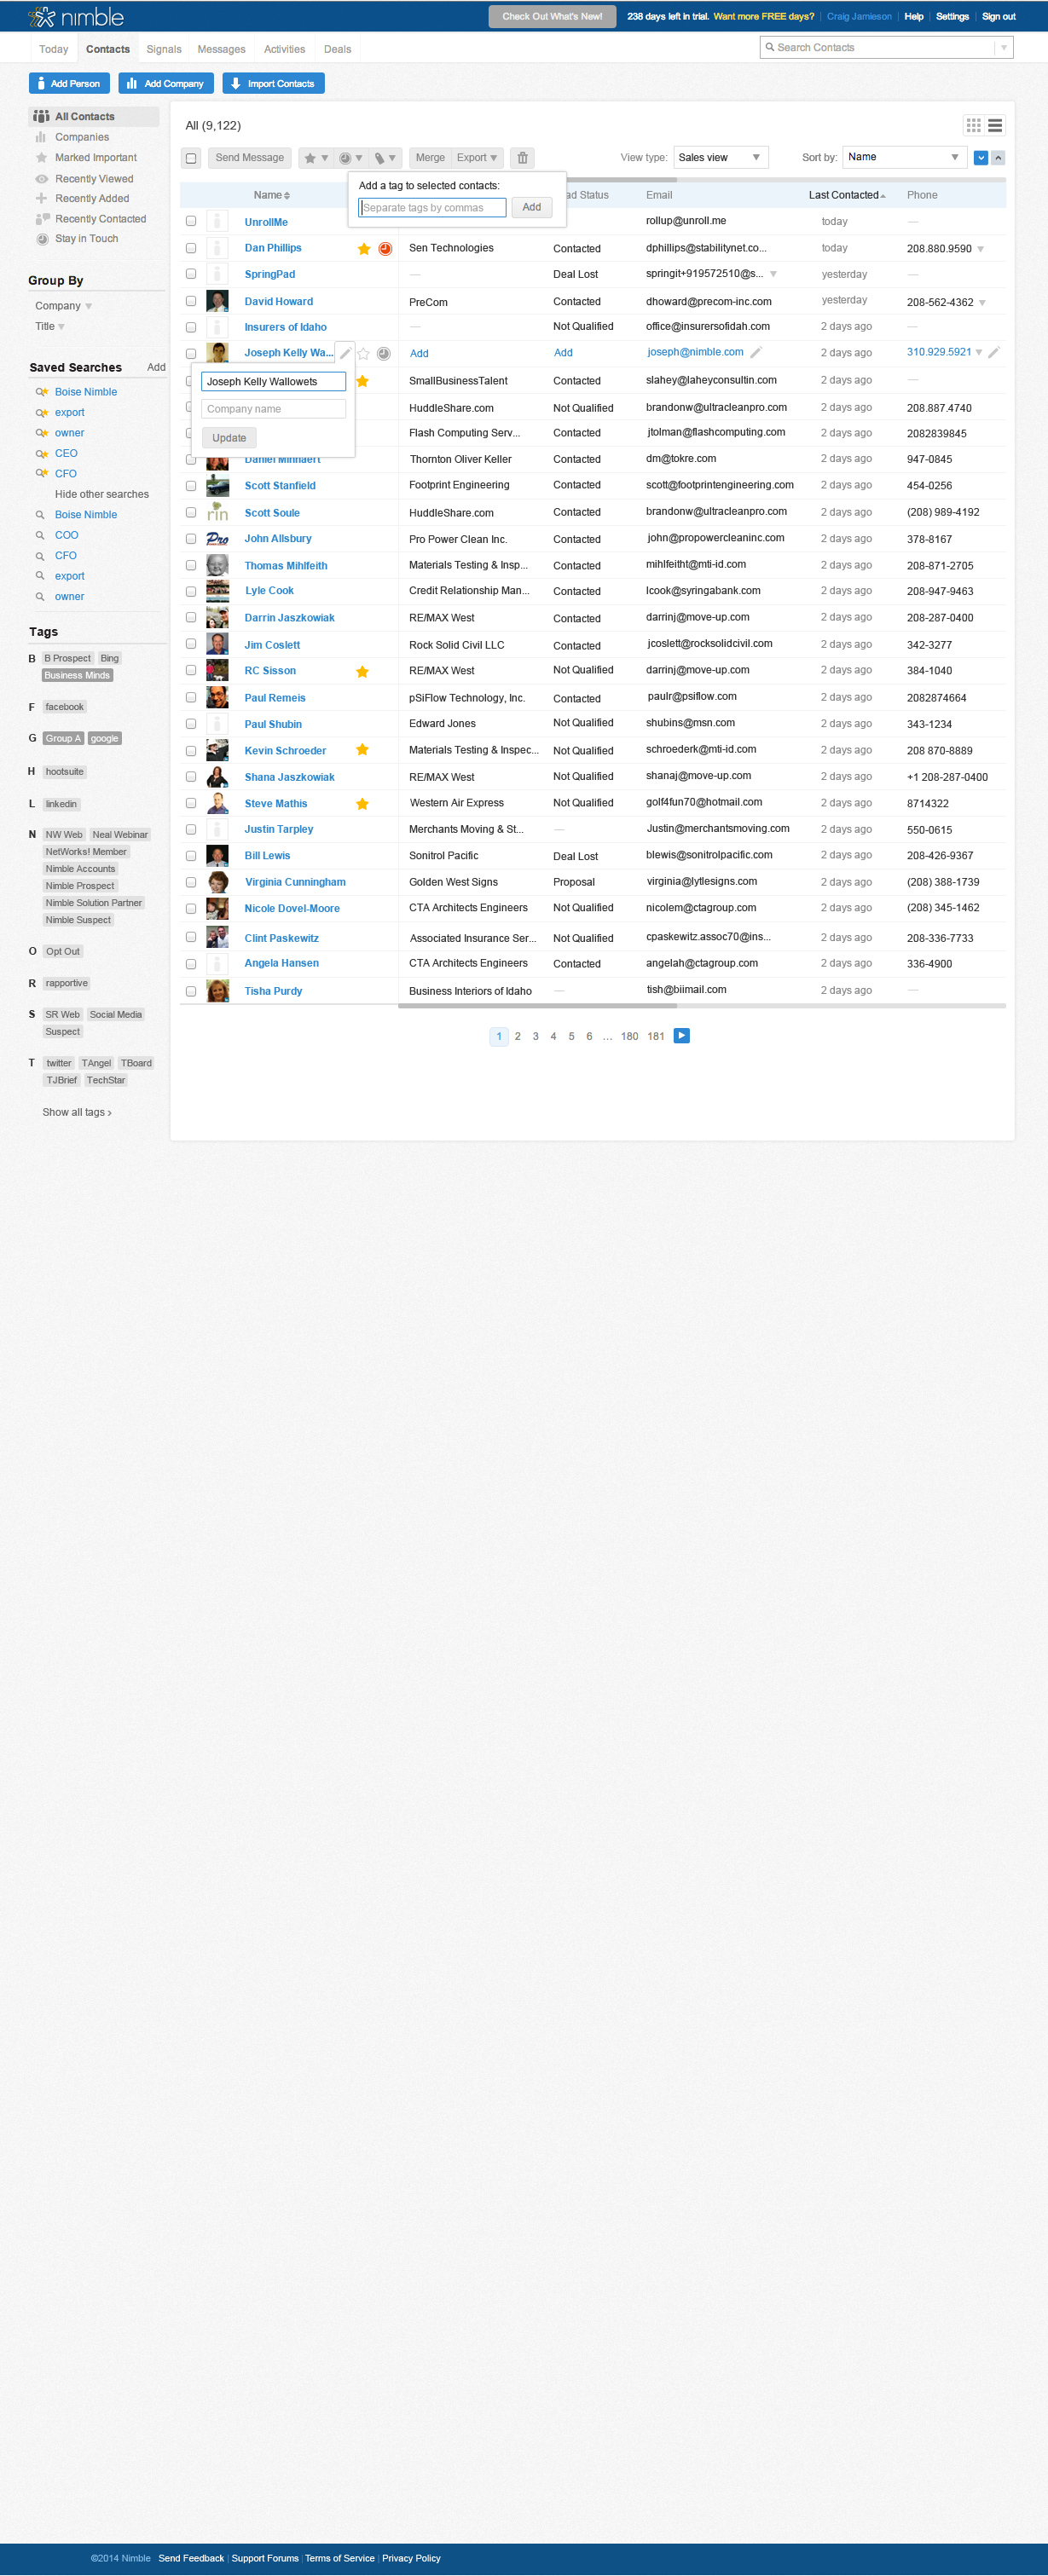 nimble
Check Out What's New!
238 days left in trial. Want more FREE days? | Craig Jamieson | Help | Settings | Sign out
Today Contacts Signals Messages Activities Deals
Search Contacts
Add Person Add Company Import Contacts
All Contacts
Companies
Marked Important
Recently Viewed
Recently Added
Recently Contacted
Stay in Touch
Group By
Company
Title
Saved Searches Add
Boise Nimble
export
owner
CEO
CFO
Hide other searches
Boise Nimble
COO
CFO
export
owner
Tags
B B Prospect Bing
Business Minds
F facebook
G Group A google
H hootsuite
L linkedin
N NW Web Neal Webinar
NetWorks! Member
Nimble Accounts
Nimble Prospect
Nimble Solution Partner
Nimble Suspect
O Opt Out
R rapportive
S SR Web Social Media
Suspect
T twitter TAngel TBoard
TJBrief TechStar
Show all tags ›
All (9,122)
Send Message Merge Export
View type: Sales view Sort by: Name
Add a tag to selected contacts:
Separate tags by commas Add
Name Status Email Last Contacted Phone
UnrollMe rollup@unroll.me today —
Dan Phillips Sen Technologies Contacted dphillips@stabilitynet.co... today 208.880.9590
SpringPad — Deal Lost springit+919572510@s... yesterday —
David Howard PreCom Contacted dhoward@precom-inc.com yesterday 208-562-4362
Insurers of Idaho — Not Qualified office@insurersofidah.com 2 days ago —
Joseph Kelly Wa... Add Add joseph@nimble.com 2 days ago 310.929.5921
Joseph Kelly Wallowets
Company name
Update
SmallBusinessTalent Contacted slahey@laheyconsultin.com 2 days ago —
HuddleShare.com Not Qualified brandonw@ultracleanpro.com 2 days ago 208.887.4740
Flash Computing Serv... Contacted jtolman@flashcomputing.com 2 days ago 2082839845
Daniel Minnaert Thornton Oliver Keller Contacted dm@tokre.com 2 days ago 947-0845
Scott Stanfield Footprint Engineering Contacted scott@footprintengineering.com 2 days ago 454-0256
rin Scott Soule HuddleShare.com Contacted brandonw@ultracleanpro.com 2 days ago (208) 989-4192
Pro John Allsbury Pro Power Clean Inc. Contacted john@propowercleaninc.com 2 days ago 378-8167
Thomas Mihlfeith Materials Testing & Insp... Contacted mihlfeitht@mti-id.com 2 days ago 208-871-2705
Lyle Cook Credit Relationship Man... Contacted lcook@syringabank.com 2 days ago 208-947-9463
Darrin Jaszkowiak RE/MAX West Contacted darrinj@move-up.com 2 days ago 208-287-0400
Jim Coslett Rock Solid Civil LLC Contacted jcoslett@rocksolidcivil.com 2 days ago 342-3277
RC Sisson RE/MAX West Not Qualified darrinj@move-up.com 2 days ago 384-1040
Paul Remeis pSiFlow Technology, Inc. Contacted paulr@psiflow.com 2 days ago 2082874664
Paul Shubin Edward Jones Not Qualified shubins@msn.com 2 days ago 343-1234
Kevin Schroeder Materials Testing & Inspec... Not Qualified schroederk@mti-id.com 2 days ago 208 870-8889
Shana Jaszkowiak RE/MAX West Not Qualified shanaj@move-up.com 2 days ago +1 208-287-0400
Steve Mathis Western Air Express Not Qualified golf4fun70@hotmail.com 2 days ago 8714322
Justin Tarpley Merchants Moving & St... — Justin@merchantsmoving.com 2 days ago 550-0615
Bill Lewis Sonitrol Pacific Deal Lost blewis@sonitrolpacific.com 2 days ago 208-426-9367
Virginia Cunningham Golden West Signs Proposal virginia@lytlesigns.com 2 days ago (208) 388-1739
Nicole Dovel-Moore CTA Architects Engineers Not Qualified nicolem@ctagroup.com 2 days ago (208) 345-1462
Clint Paskewitz Associated Insurance Ser... Not Qualified cpaskewitz.assoc70@ins... 2 days ago 208-336-7733
Angela Hansen CTA Architects Engineers Contacted angelah@ctagroup.com 2 days ago 336-4900
Tisha Purdy Business Interiors of Idaho — tish@biimail.com 2 days ago —
1 2 3 4 5 6 ... 180 181
©2014 Nimble Send Feedback | Support Forums | Terms of Service | Privacy Policy